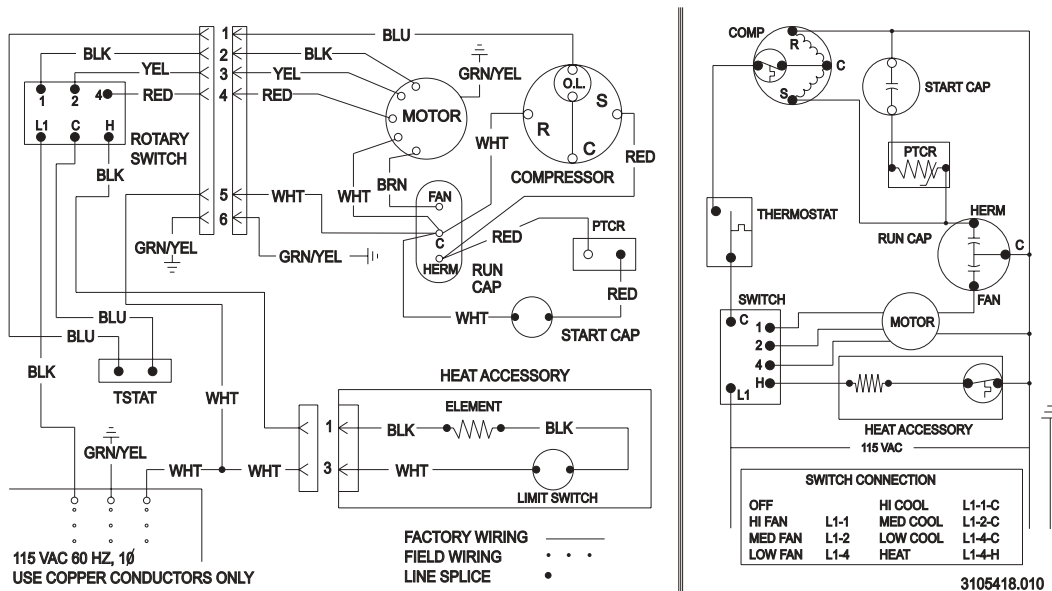 1
BLU
BLK
2
BLK
YEL
3
YEL
GRN/YEL
1
2
4
RED
4
RED
MOTOR
O.L.
S
R
C
L1
C
H
ROTARY
SWITCH
BLK
WHT
RED
COMPRESSOR
WHT
BRN
FAN
5
WHT
6
C
HERM
RED
PTCR
GRN/YEL
GRN/YEL
RUN
CAP
RED
WHT
START CAP
BLU
BLU
BLK
TSTAT
WHT
HEAT ACCESSORY
ELEMENT
1
BLK
BLK
GRN/YEL
WHT
WHT
3
WHT
LIMIT SWITCH
FACTORY WIRING
FIELD WIRING
LINE SPLICE
115 VAC 60 HZ, 1Ø
USE COPPER CONDUCTORS ONLY
COMP
R
C
S
START CAP
PTCR
THERMOSTAT
HERM
RUN CAP
C
FAN
SWITCH
C
1
2
4
H
L1
MOTOR
HEAT ACCESSORY
115 VAC
SWITCH CONNECTION
OFF HI COOL L1-1-C
HI FAN L1-1 MED COOL L1-2-C
MED FAN L1-2 LOW COOL L1-4-C
LOW FAN L1-4 HEAT L1-4-H
3105418.010